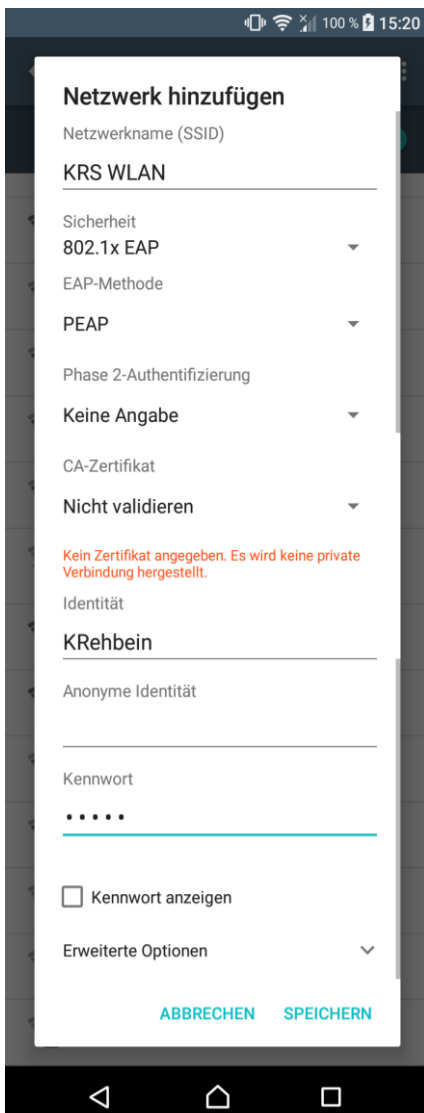 100 % 15:20
Netzwerk hinzufügen
Netzwerkname (SSID)
KRS WLAN
Sicherheit
802.1x EAP
EAP-Methode
PEAP
Phase 2-Authentifizierung
Keine Angabe
CA-Zertifikat
Nicht validieren
Kein Zertifikat angegeben. Es wird keine private
Verbindung hergestellt.
Identität
KRehbein
Anonyme Identität
Kennwort
•••••
Kennwort anzeigen
Erweiterte Optionen
ABBRECHEN SPEICHERN